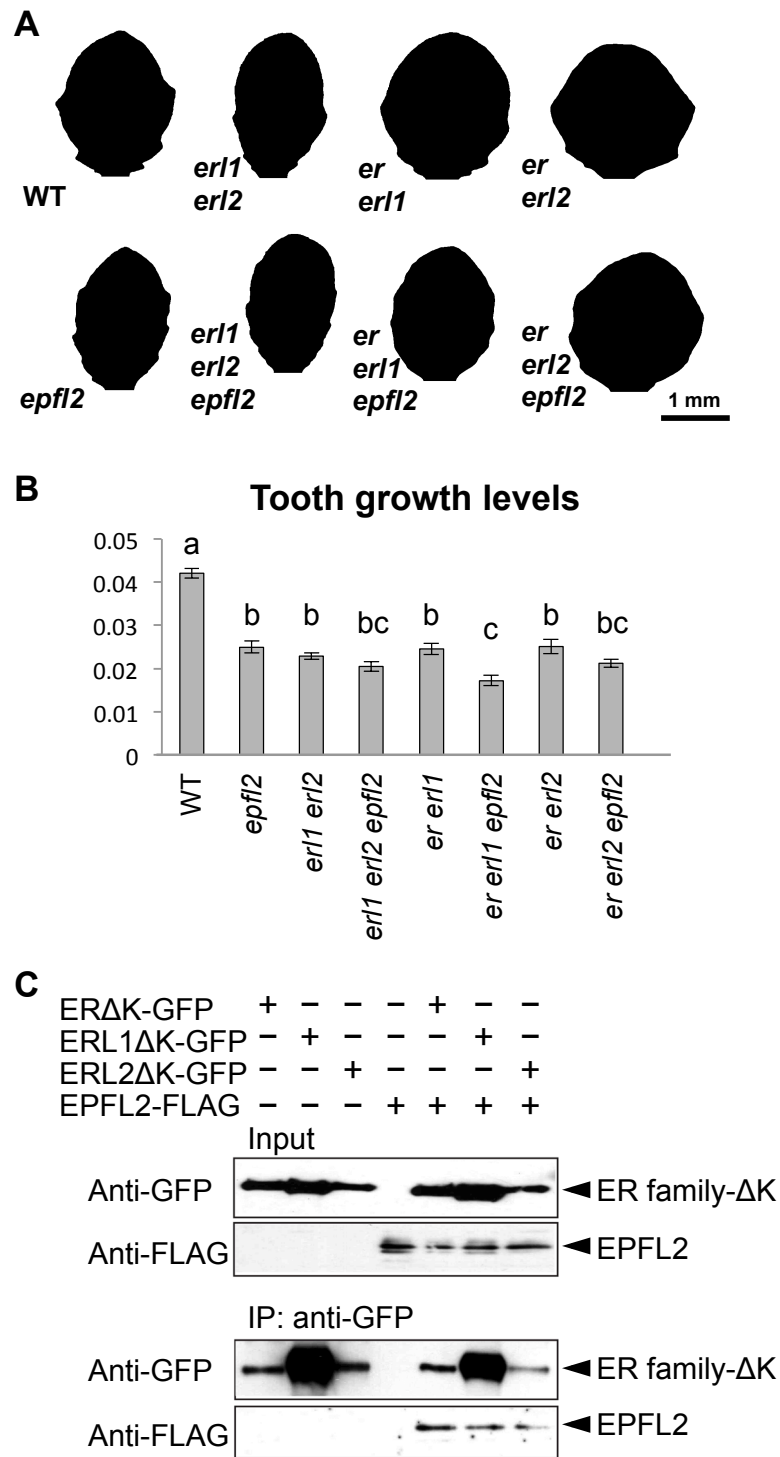 A
WT
erl1
erl2
er
erl1
er
erl2
epfl2
erl1
erl2
epfl2
er
erl1
epfl2
er
erl2
epfl2
1 mm
B
Tooth growth levels
0.05
0.04
0.03
0.02
0.01
0
a
b
b
bc
b
c
b
bc
WT
epfl2
erl1 erl2
erl1 erl2 epfl2
er erl1
er erl1 epfl2
er erl2
er erl2 epfl2
C
ERΔK-GFP + − − − + − −
ERL1ΔK-GFP − + − − − + −
ERL2ΔK-GFP − − + − − − +
EPFL2-FLAG − − − + + + +
Input
Anti-GFP ER family-ΔK
Anti-FLAG EPFL2
IP: anti-GFP
Anti-GFP ER family-ΔK
Anti-FLAG EPFL2